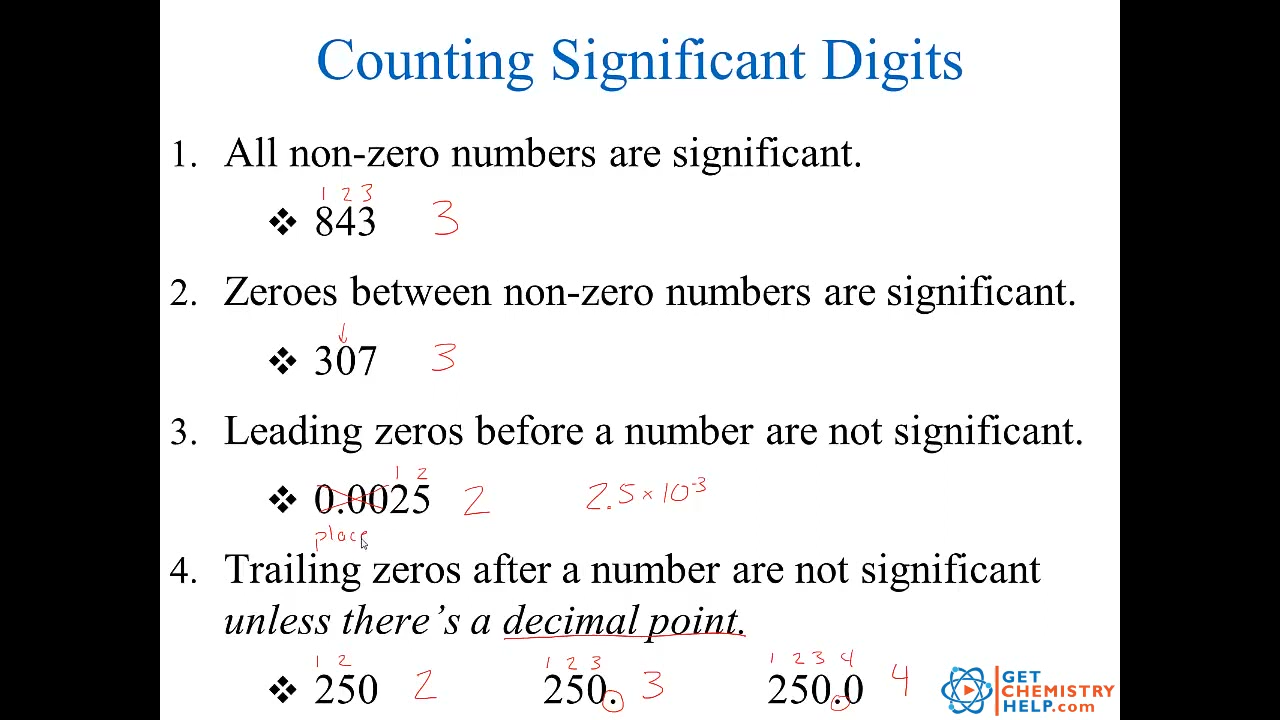 Counting Significant Digits
1. All non-zero numbers are significant.
1 2 3
❖ 843 3
2. Zeroes between non-zero numbers are significant.
❖ 307 3
3. Leading zeros before a number are not significant.
1 2
❖ 0.0025 2 2.5 × 10⁻³
place
4. Trailing zeros after a number are not significant
unless there's a decimal point.
1 2 1 2 3 1 2 3 4
❖ 250 2 250. 3 250.0 4
GET
CHEMISTRY
HELP.com